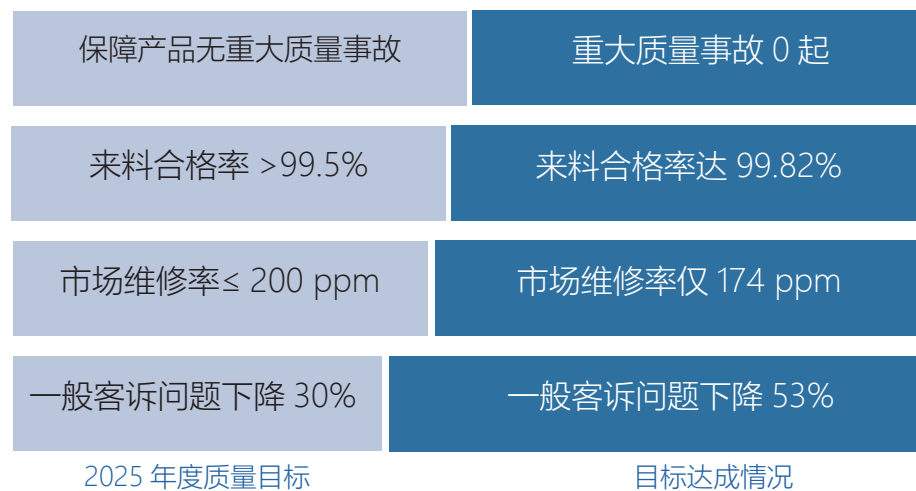 保障产品无重大质量事故
重大质量事故 0 起
来料合格率 >99.5%
来料合格率达 99.82%
市场维修率≤ 200 ppm
市场维修率仅 174 ppm
一般客诉问题下降 30%
一般客诉问题下降 53%
2025 年度质量目标
目标达成情况